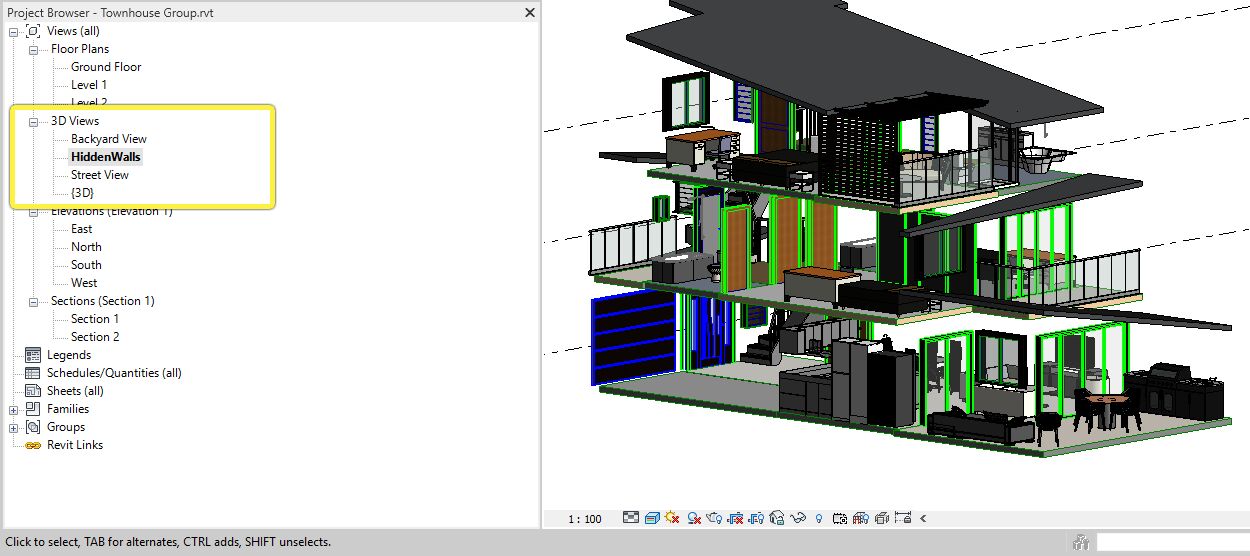 Project Browser - Townhouse Group.rvt
Views (all)
Floor Plans
Ground Floor
Level 1
Level 2
3D Views
Backyard View
HiddenWalls
Street View
{3D}
Elevations (Elevation 1)
East
North
South
West
Sections (Section 1)
Section 1
Section 2
Legends
Schedules/Quantities (all)
Sheets (all)
Families
Groups
Revit Links
1 : 100
Click to select, TAB for alternates, CTRL adds, SHIFT unselects.